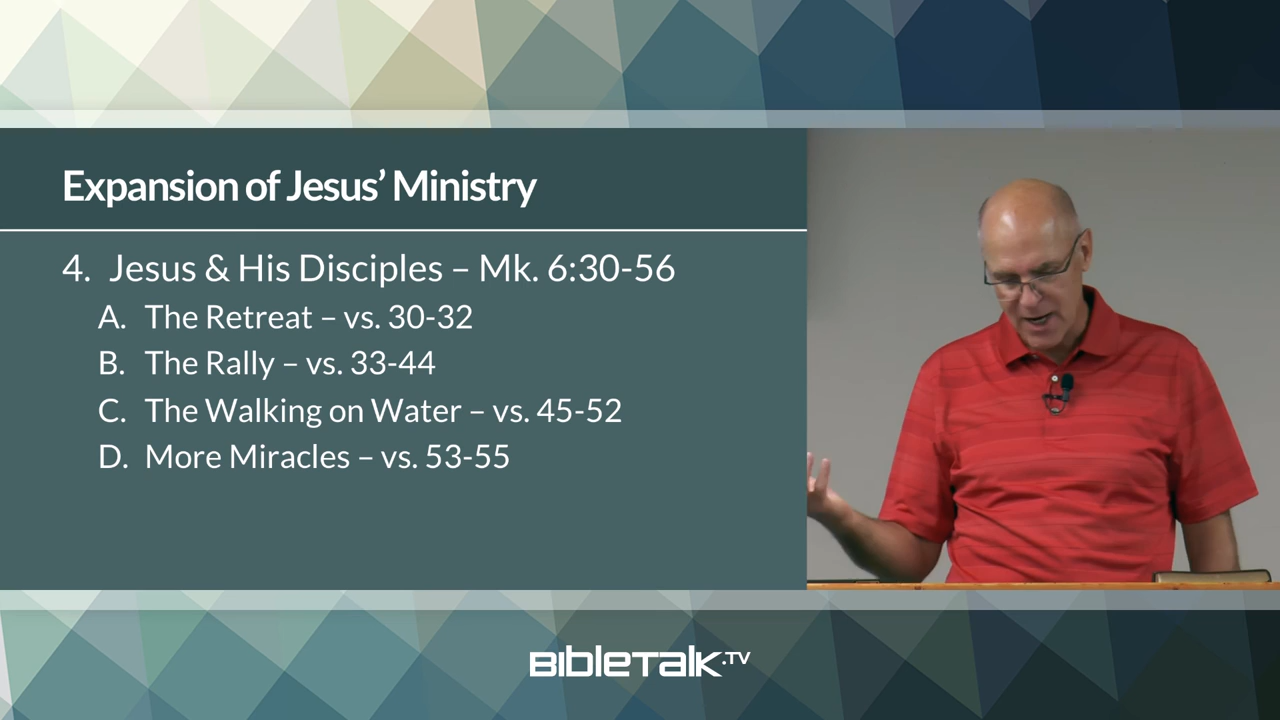 Expansion of Jesus’ Ministry
4. Jesus & His Disciples – Mk. 6:30-56
A. The Retreat – vs. 30-32
B. The Rally – vs. 33-44
C. The Walking on Water – vs. 45-52
D. More Miracles – vs. 53-55
BIBLETALK.TV